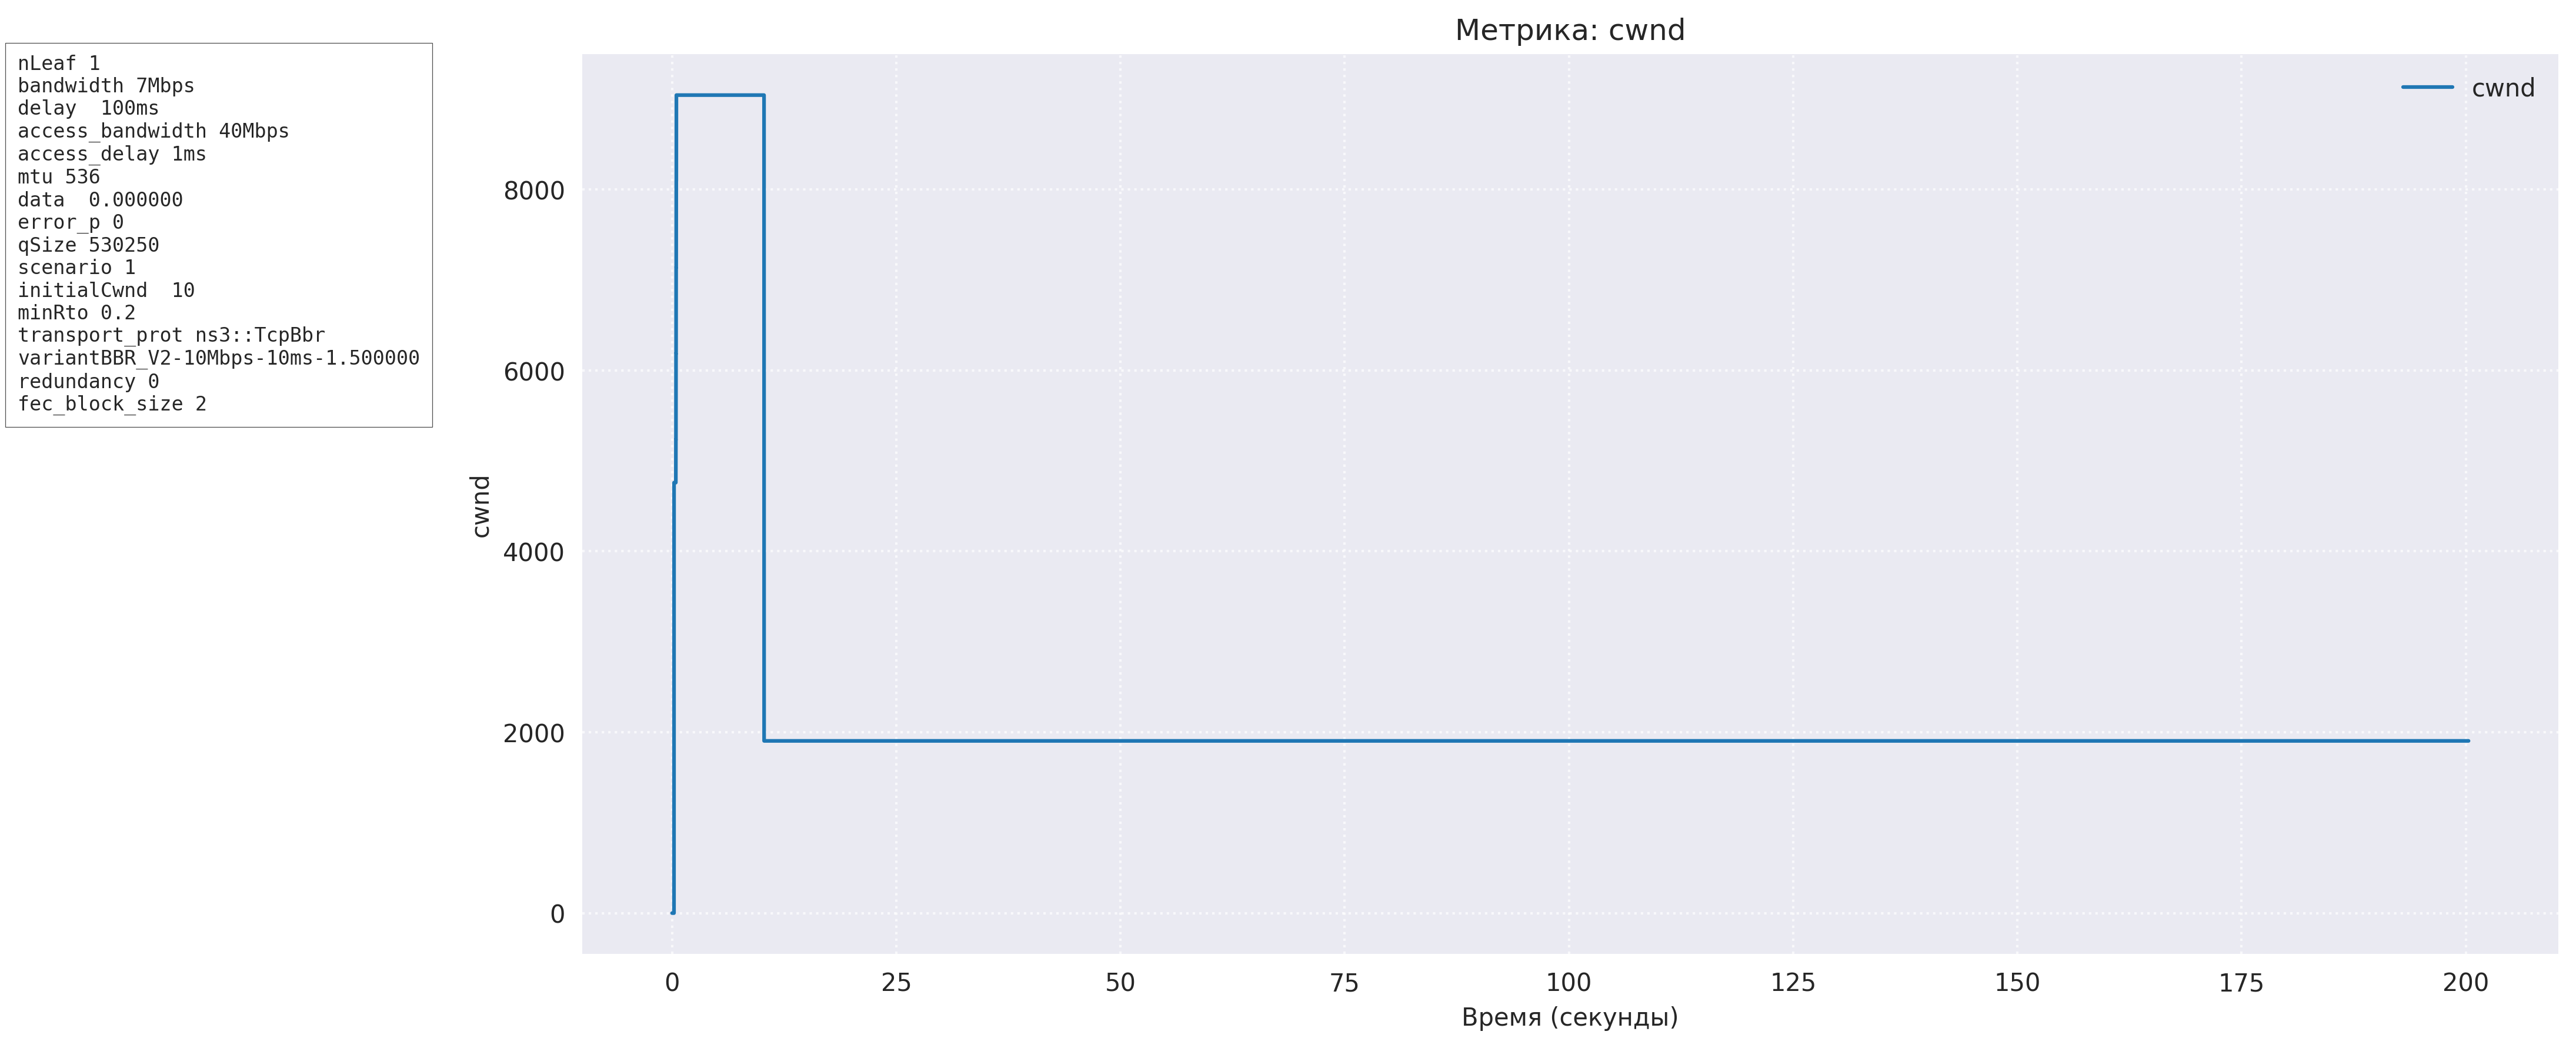 Метрика: cwnd
nLeaf 1
bandwidth 7Mbps
delay  100ms
access_bandwidth 40Mbps
access_delay 1ms
mtu 536
data  0.000000
error_p 0
qSize 530250
scenario 1
initialCwnd  10
minRto 0.2
transport_prot ns3::TcpBbr
variantBBR_V2-10Mbps-10ms-1.500000
redundancy 0
fec_block_size 2
cwnd
cwnd
8000
6000
4000
2000
0
0 25 50 75 100 125 150 175 200
Время (секунды)